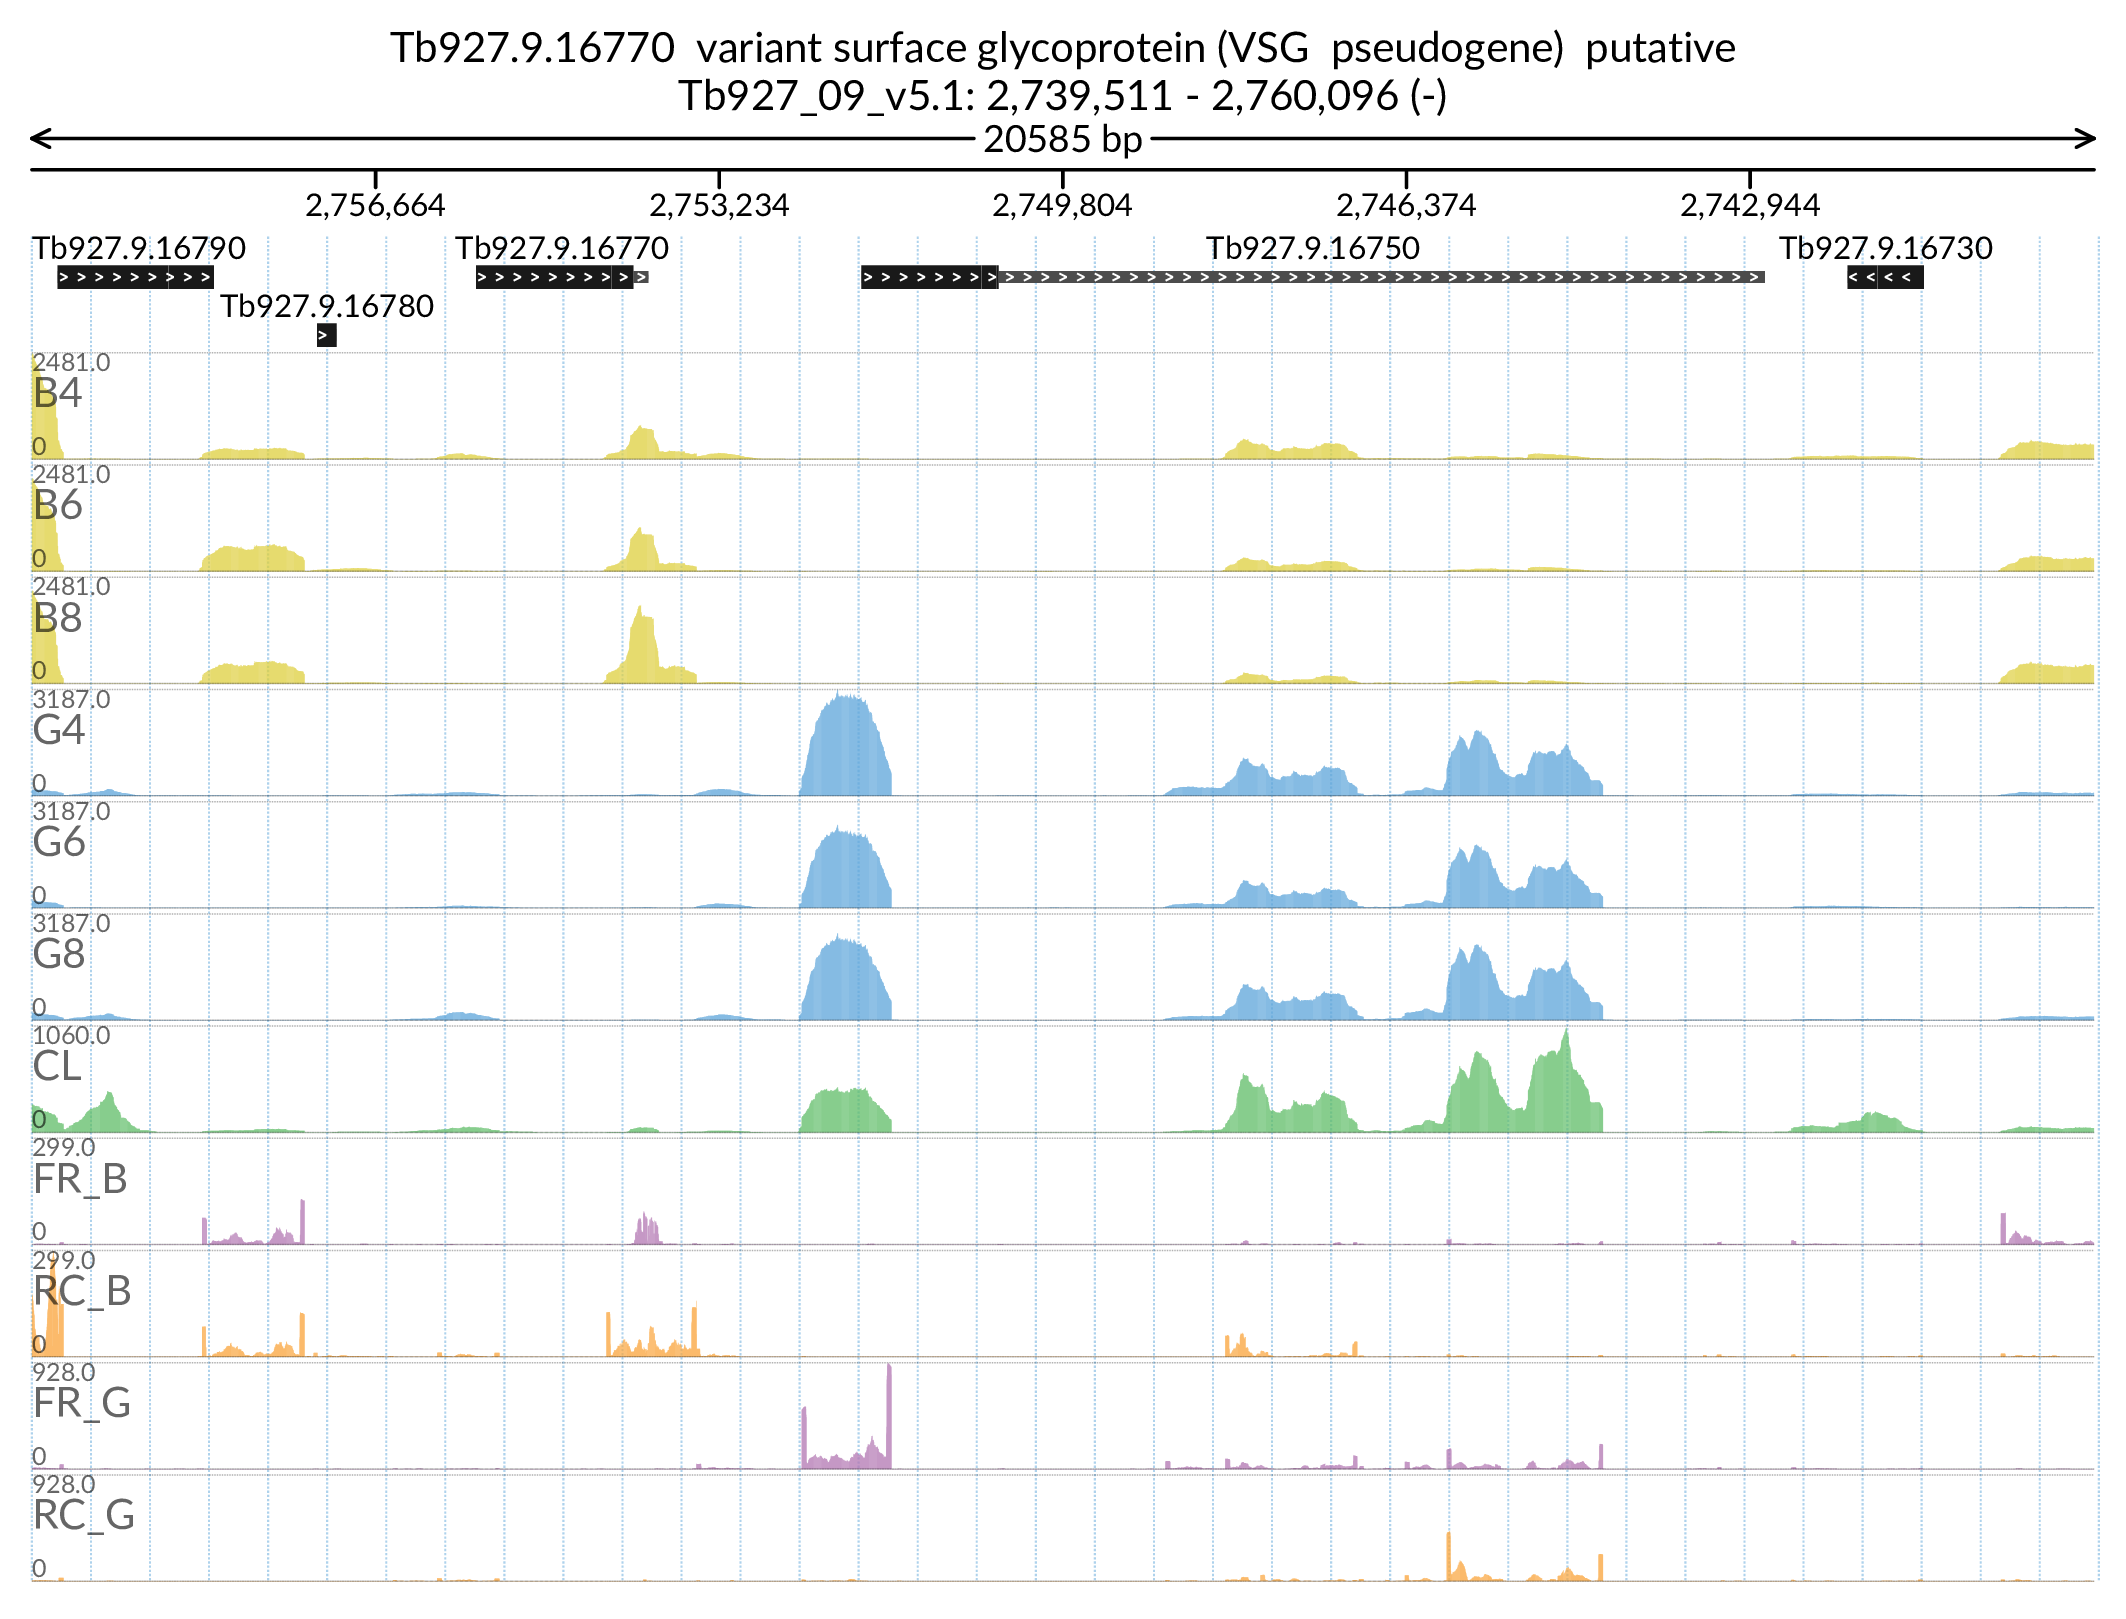 Tb927.9.16770 variant surface glycoprotein (VSG pseudogene) putative
Tb927_09_v5.1: 2,739,511 - 2,760,096 (-)
20585 bp
2,756,664 2,753,234 2,749,804 2,746,374 2,742,944
Tb927.9.16790 Tb927.9.16770 Tb927.9.16750 Tb927.9.16730
Tb927.9.16780
2481.0
B4
0
2481.0
B6
0
2481.0
B8
0
3187.0
G4
0
3187.0
G6
0
3187.0
G8
0
1060.0
CL
0
299.0
FR_B
0
299.0
RC_B
0
928.0
FR_G
0
928.0
RC_G
0